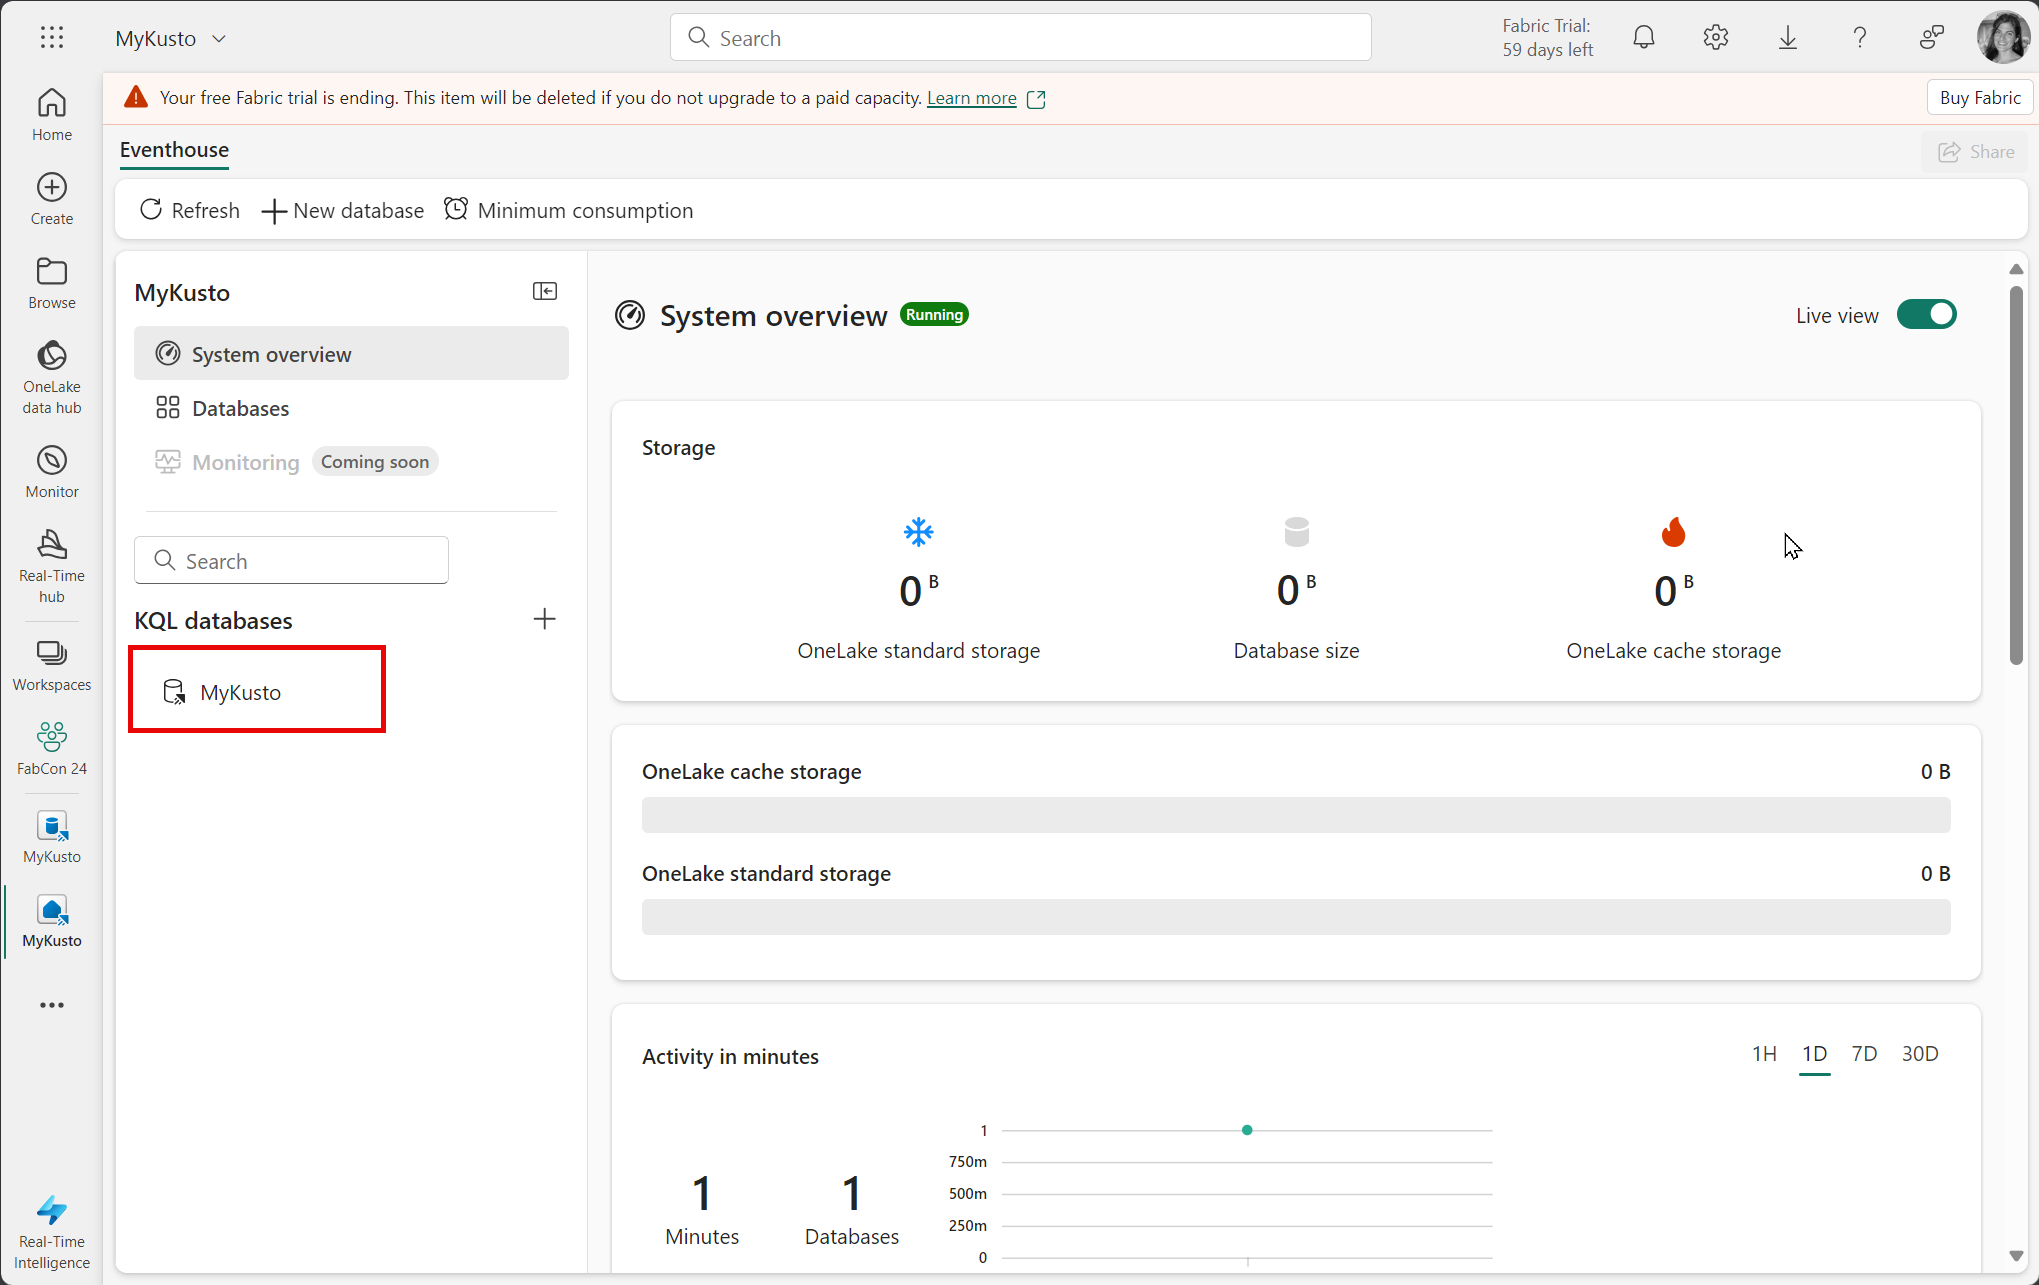 MyKusto
Search
Fabric Trial:
59 days left
Your free Fabric trial is ending. This item will be deleted if you do not upgrade to a paid capacity. Learn more
Buy Fabric
Home
Create
Browse
OneLake
data hub
Monitor
Real-Time
hub
Workspaces
FabCon 24
MyKusto
MyKusto
Real-Time
Intelligence
Eventhouse
Share
Refresh
New database
Minimum consumption
MyKusto
System overview
Databases
Monitoring Coming soon
Search
KQL databases
MyKusto
System overview Running
Live view
Storage
0 B
OneLake standard storage
0 B
Database size
0 B
OneLake cache storage
OneLake cache storage 0 B
OneLake standard storage 0 B
Activity in minutes
1H 1D 7D 30D
1
Minutes
1
Databases
1
750m
500m
250m
0